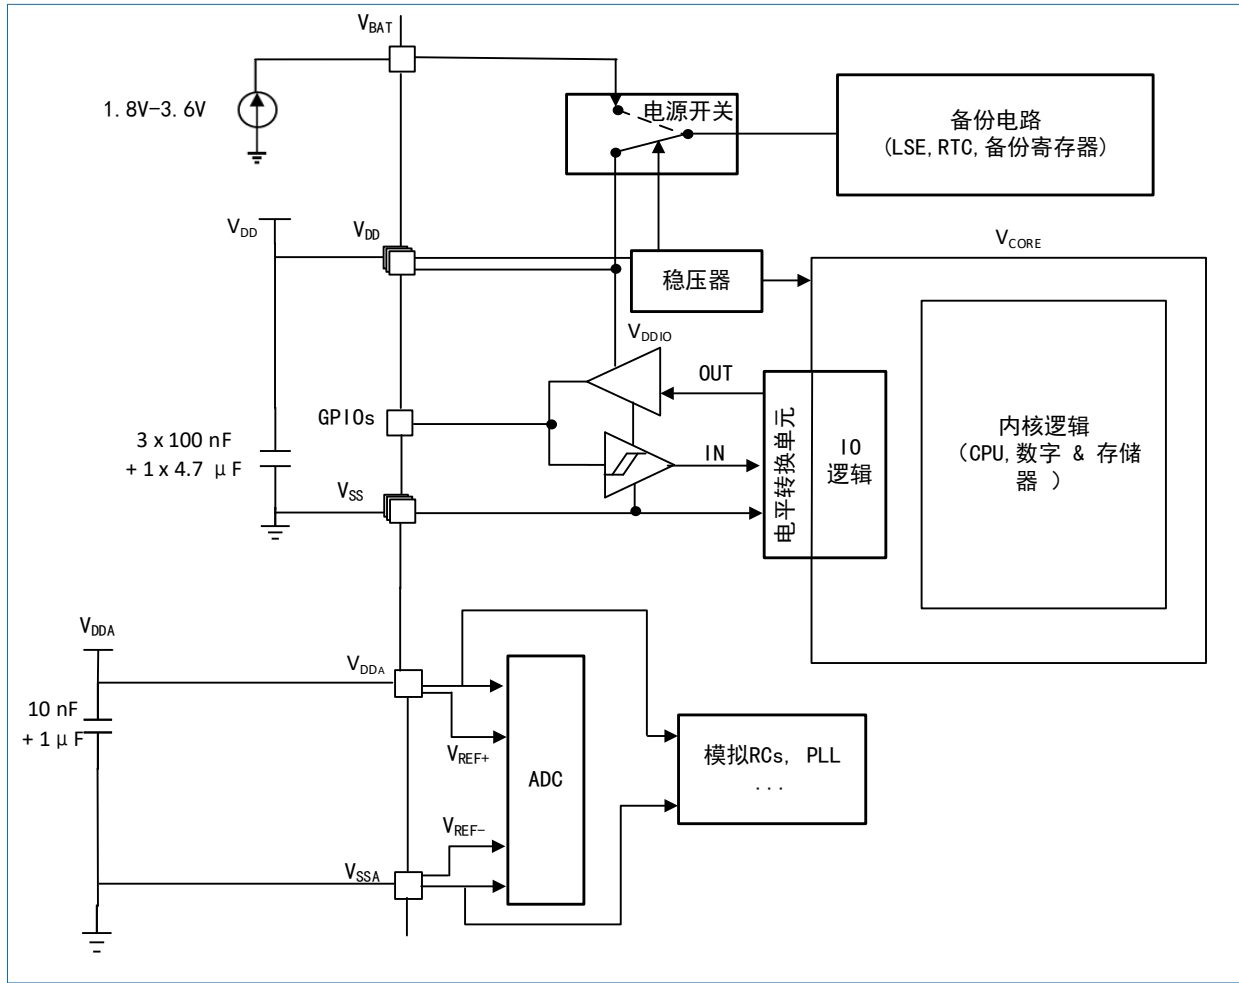 VBAT
1.8V-3.6V
电源开关
备份电路
(LSE,RTC,备份寄存器)
VDD
VDD
VCORE
稳压器
VDDIO
OUT
GPIOs
3 x 100 nF
+ 1 x 4.7 μF
IN
电平转换单元
IO
逻辑
内核逻辑
(CPU,数字 & 存储
器 )
VSS
VDDA
VDDA
10 nF
+ 1 μF
VREF+
ADC
模拟RCs, PLL
...
VREF-
VSSA